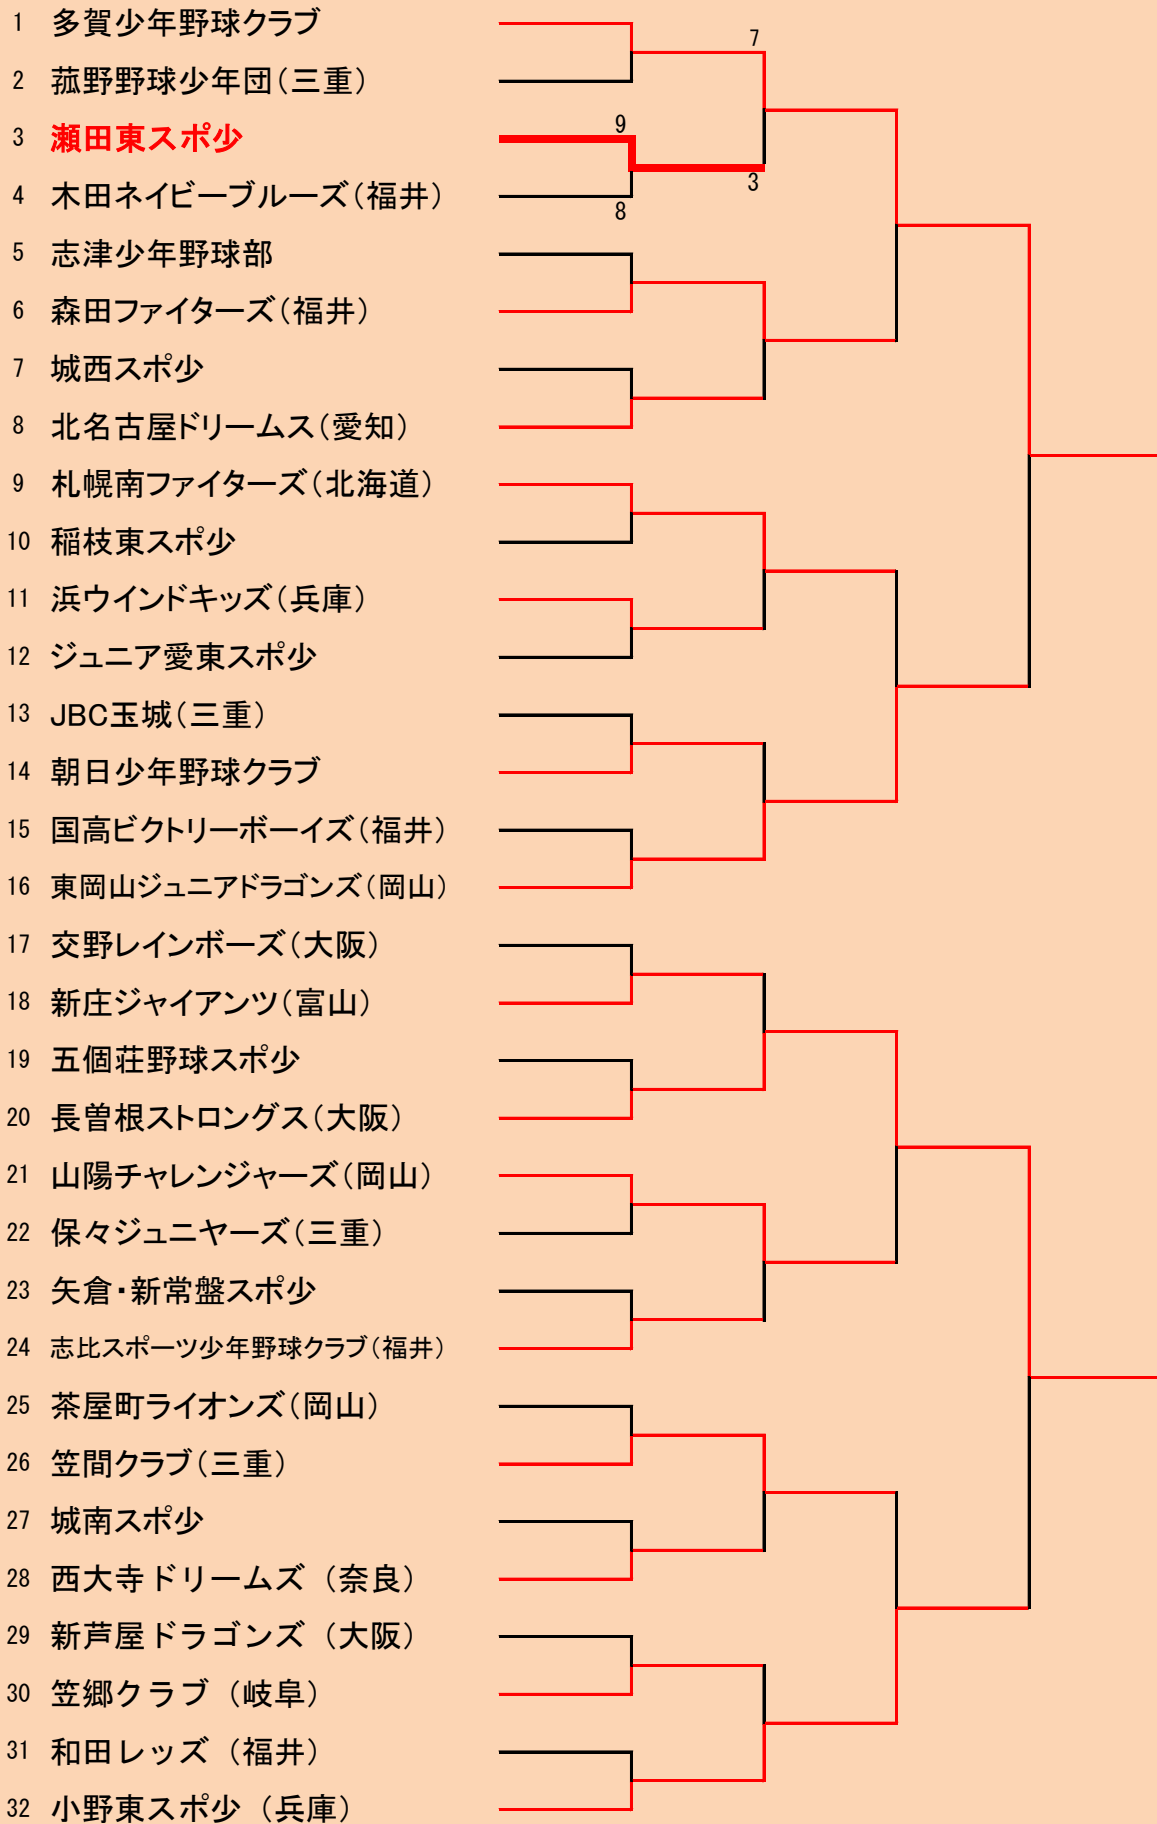 1 多賀少年野球クラブ
7
2 菰野野球少年団(三重)
9
3 瀬田東スポ少
3
4 木田ネイビーブルーズ(福井)
8
5 志津少年野球部
6 森田ファイターズ(福井)
7 城西スポ少
8 北名古屋ドリームス(愛知)
9 札幌南ファイターズ(北海道)
10 稲枝東スポ少
11 浜ウインドキッズ(兵庫)
12 ジュニア愛東スポ少
13 JBC玉城(三重)
14 朝日少年野球クラブ
15 国高ビクトリーボーイズ(福井)
16 東岡山ジュニアドラゴンズ(岡山)
17 交野レインボーズ(大阪)
18 新庄ジャイアンツ(富山)
19 五個荘野球スポ少
20 長曽根ストロングス(大阪)
21 山陽チャレンジャーズ(岡山)
22 保々ジュニヤーズ(三重)
23 矢倉・新常盤スポ少
24 志比スポーツ少年野球クラブ(福井)
25 茶屋町ライオンズ(岡山)
26 笠間クラブ(三重)
27 城南スポ少
28 西大寺ドリームズ (奈良)
29 新芦屋ドラゴンズ (大阪)
30 笠郷クラブ (岐阜)
31 和田レッズ (福井)
32 小野東スポ少 (兵庫)